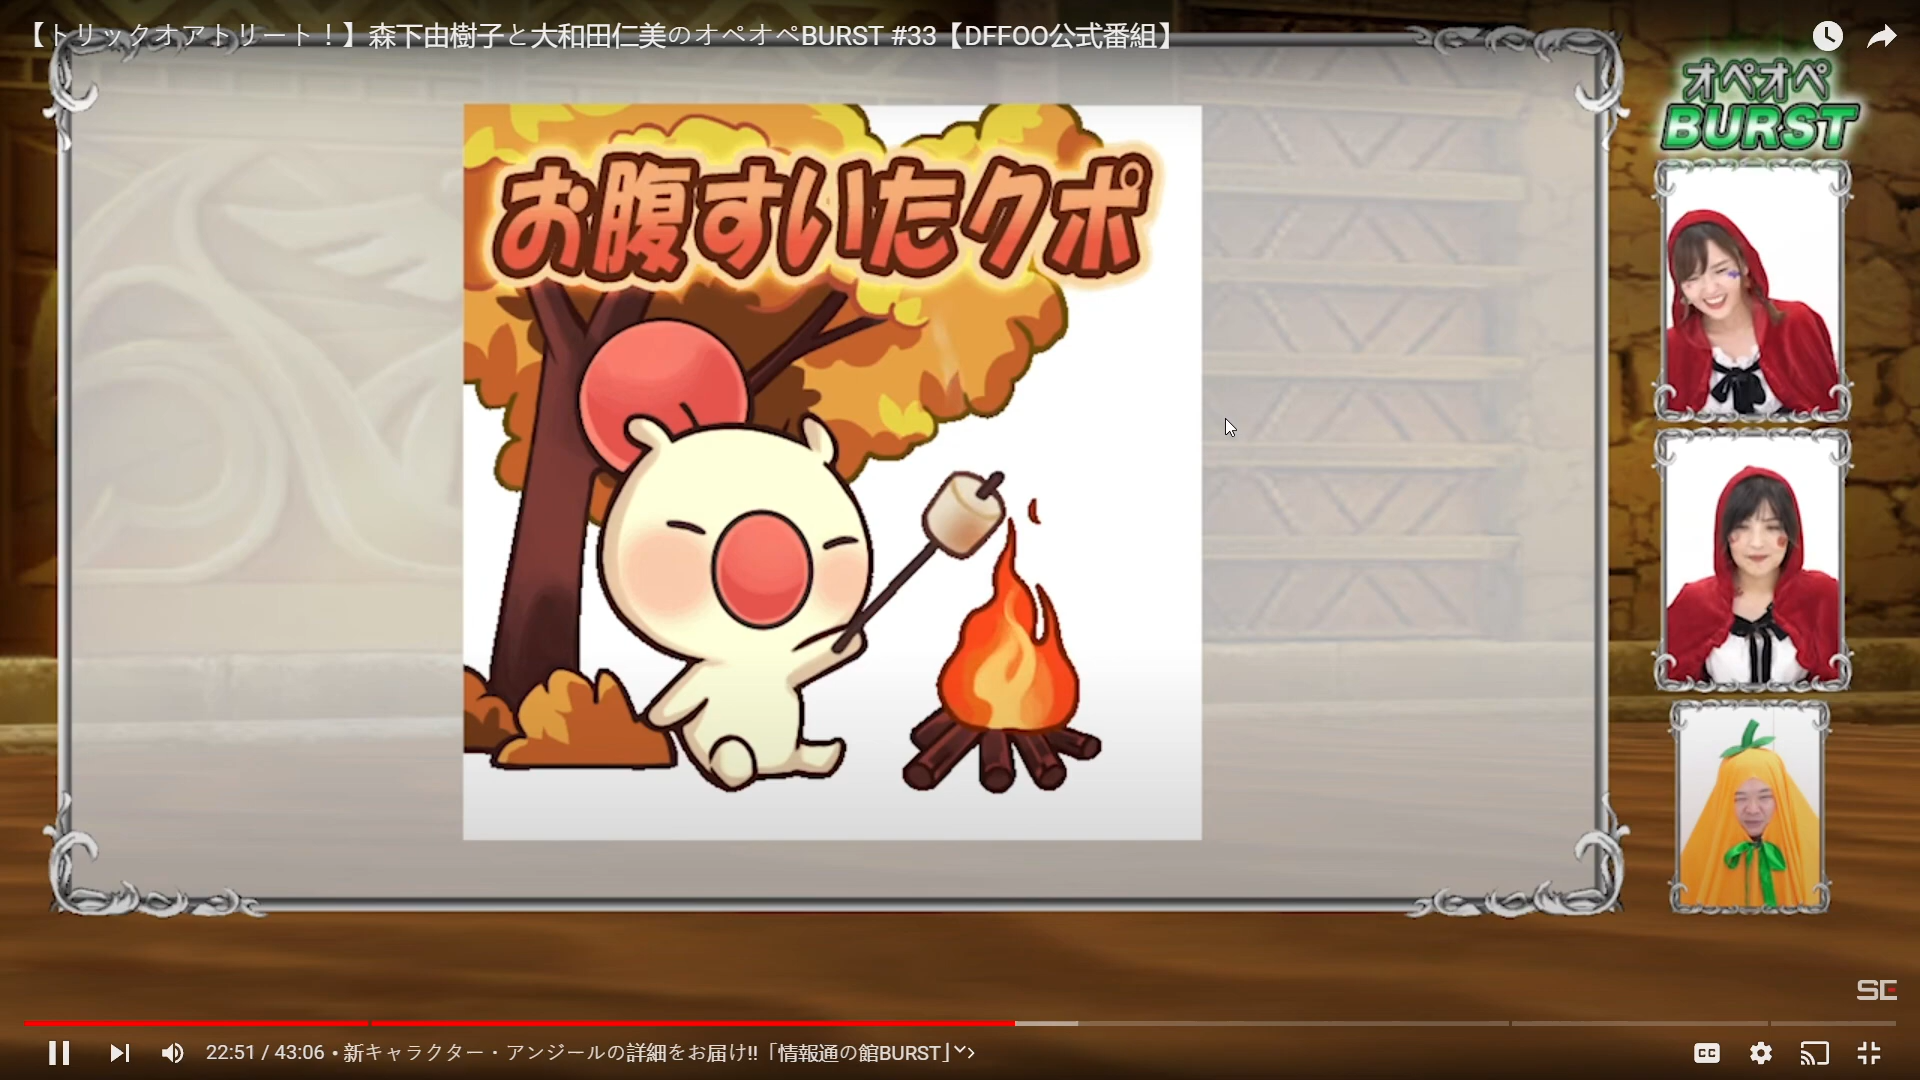 【トリックオアトリート！】森下由樹子と大和田仁美のオペオペBURST #33【DFFOO公式番組】
オペオペ
BURST
お腹すいたクポ
SE
22:51 / 43:06 • 新キャラクター・アンジールの詳細をお届け!!「情報通の館BURST」
CC